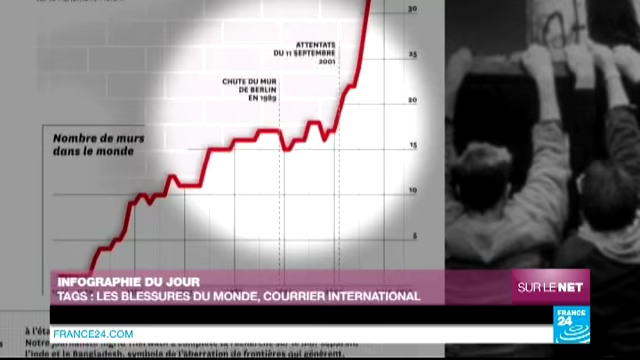 30
ATTENTATS
DU 11 SEPTEMBRE
2001
25
CHUTE DU MUR
DE BERLIN
EN 1989
20
Nombre de murs
dans le monde
15
10
5
INFOGRAPHIE DU JOUR
SUR LE NET
TAGS : LES BLESSURES DU MONDE, COURRIER INTERNATIONAL
FRANCE 24
FRANCE24.COM
l'Inde et le Bangladesh, symbole de l'aberration de frontières qui génèrent.